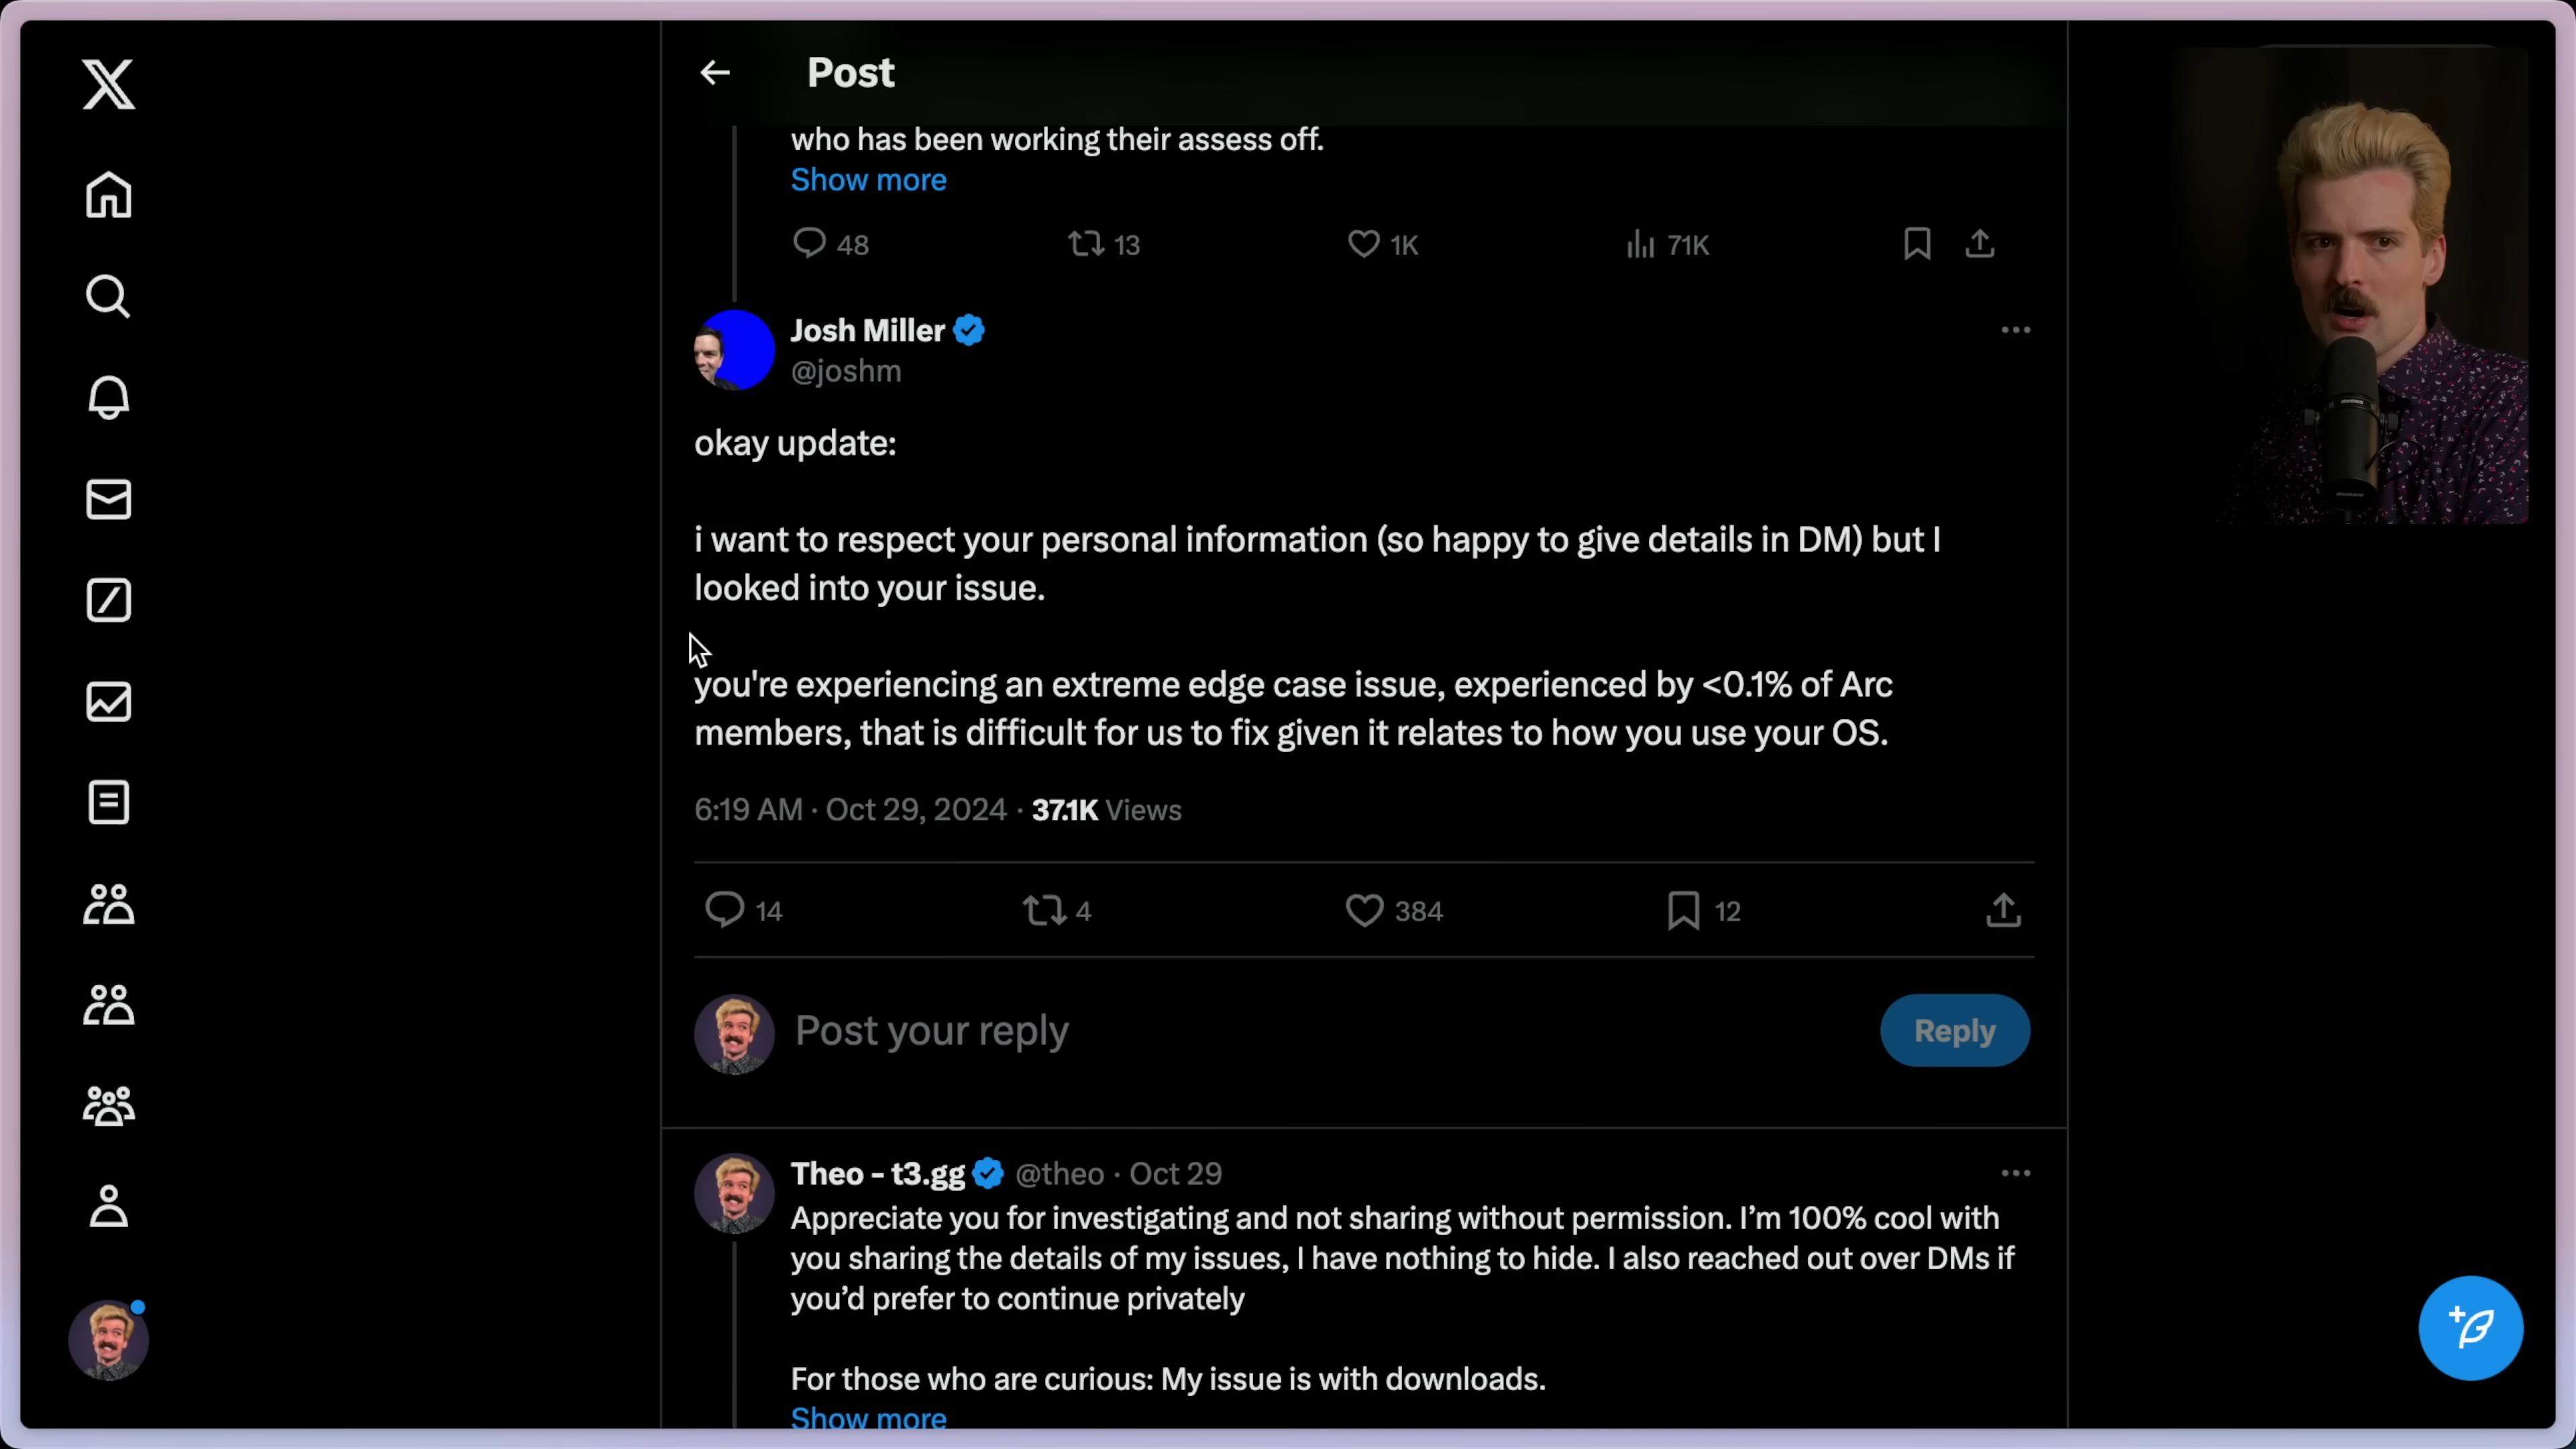 Post
who has been working their assess off.
Show more
48 13 1K 71K
Josh Miller
@joshm
okay update:
i want to respect your personal information (so happy to give details in DM) but I
looked into your issue.
you're experiencing an extreme edge case issue, experienced by <0.1% of Arc
members, that is difficult for us to fix given it relates to how you use your OS.
6:19 AM · Oct 29, 2024 · 37.1K Views
14 4 384 12
Post your reply
Reply
Theo - t3.gg @theo · Oct 29
Appreciate you for investigating and not sharing without permission. I’m 100% cool with
you sharing the details of my issues, I have nothing to hide. I also reached out over DMs if
you’d prefer to continue privately
For those who are curious: My issue is with downloads.
Show more